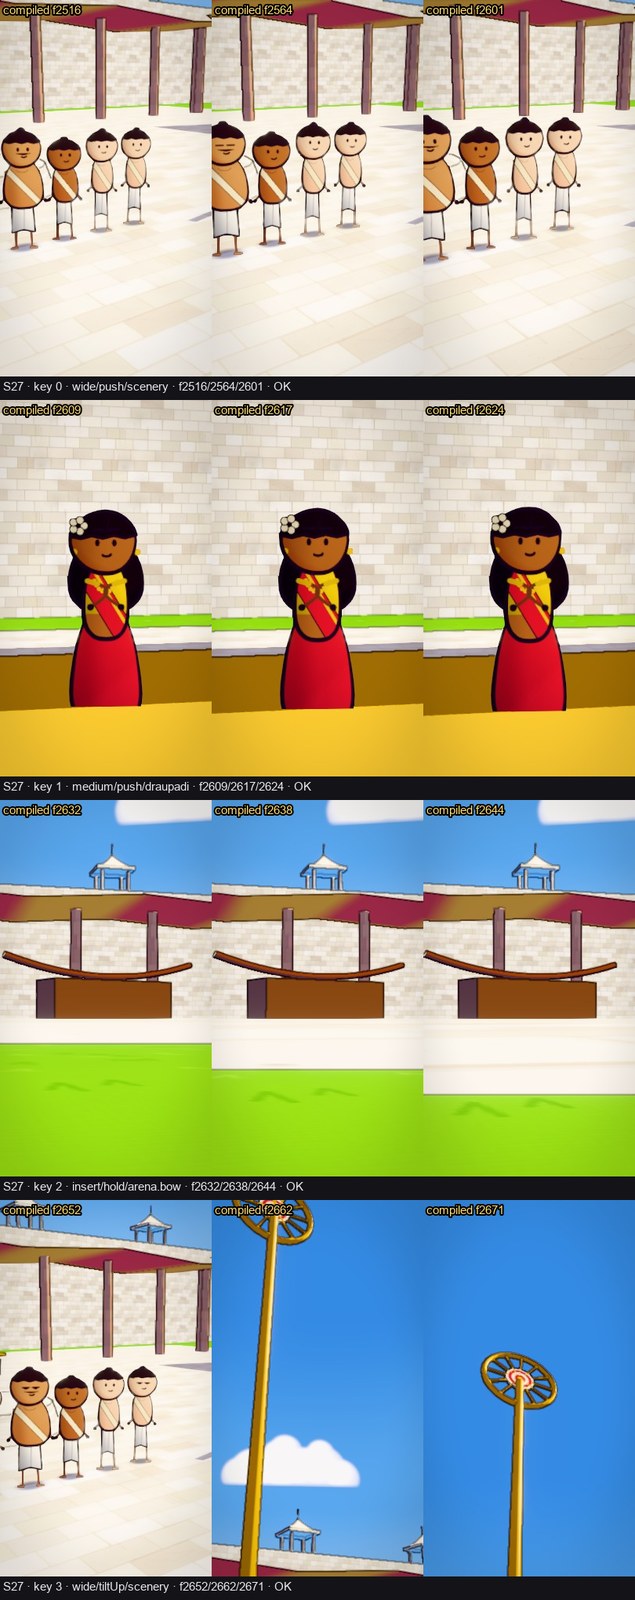 compiled f2516 compiled f2564 compiled f2601
S27 · key 0 · wide/push/scenery · f2516/2564/2601 · OK
compiled f2609 compiled f2617 compiled f2624
S27 · key 1 · medium/push/draupadi · f2609/2617/2624 · OK
compiled f2632 compiled f2638 compiled f2644
S27 · key 2 · insert/hold/arena.bow · f2632/2638/2644 · OK
compiled f2652 compiled f2662 compiled f2671
S27 · key 3 · wide/tiltUp/scenery · f2652/2662/2671 · OK